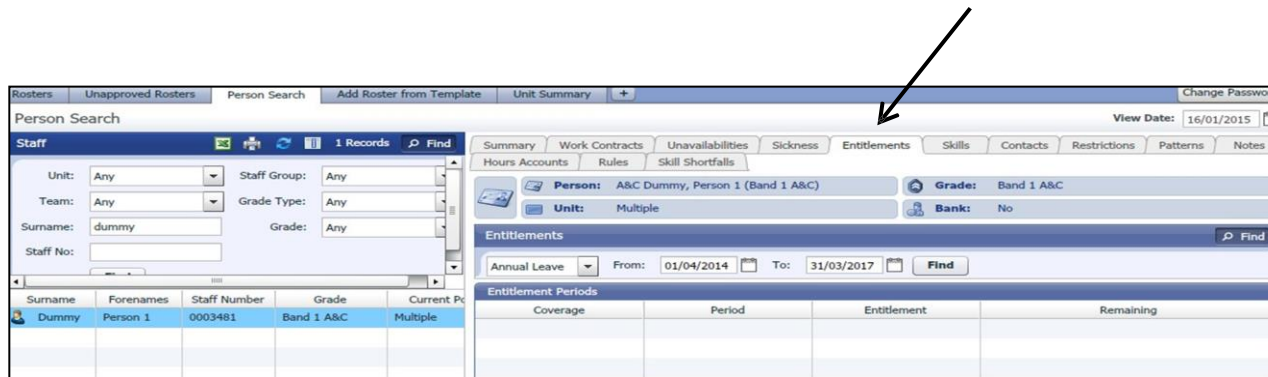 Rosters Unapproved Rosters Person Search Add Roster from Template Unit Summary + Change Passwo
Person Search View Date: 16/01/2015
Staff 1 Records Find
Unit: Any Staff Group: Any
Team: Any Grade Type: Any
Surname: dummy Grade: Any
Staff No:
Surname Forenames Staff Number Grade Current Po
Dummy Person 1 0003481 Band 1 A&C Multiple
Summary Work Contracts Unavailabilities Sickness Entitlements Skills Contacts Restrictions Patterns Notes
Hours Accounts Rules Skill Shortfalls
Person: A&C Dummy, Person 1 (Band 1 A&C) Grade: Band 1 A&C
Unit: Multiple Bank: No
Entitlements Find
Annual Leave From: 01/04/2014 To: 31/03/2017 Find
Entitlement Periods
Coverage Period Entitlement Remaining